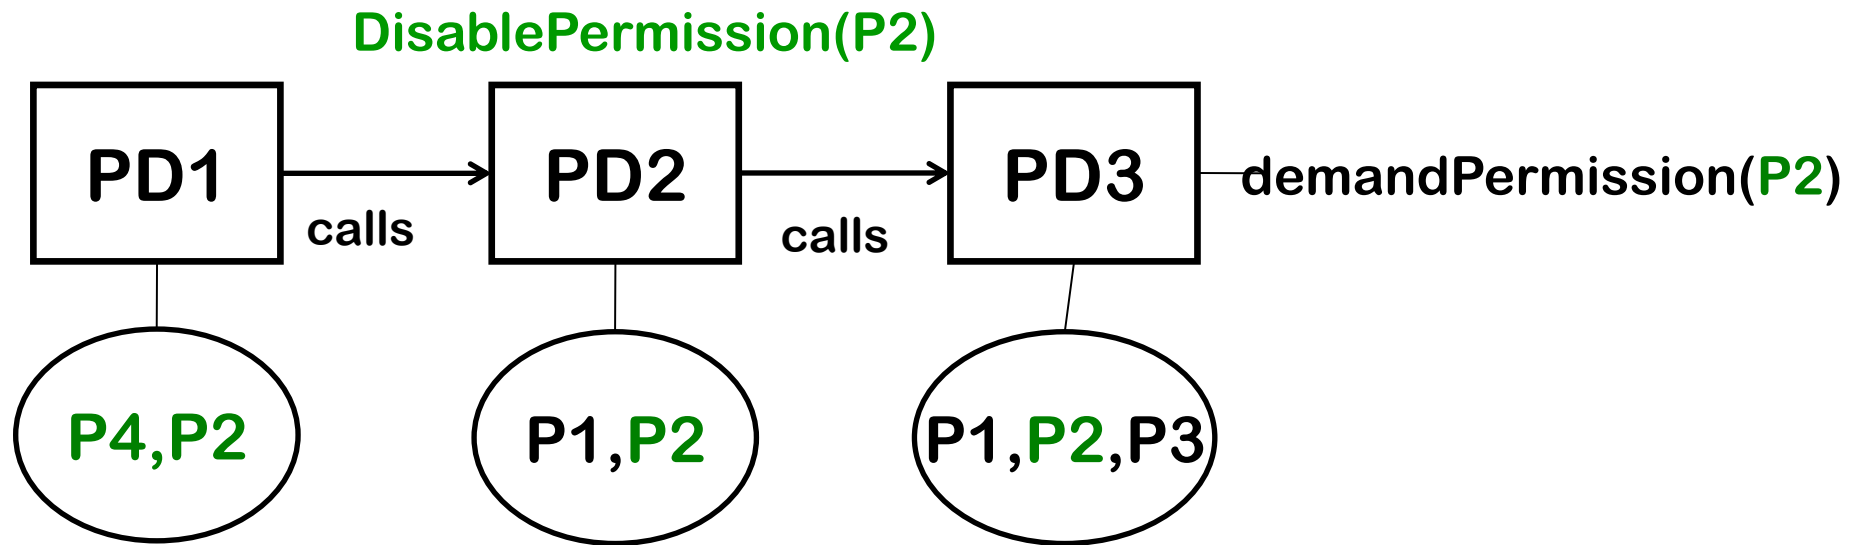 DisablePermission(P2)
PD1
calls
PD2
calls
PD3
demandPermission(P2)
P4,P2
P1,P2
P1,P2,P3